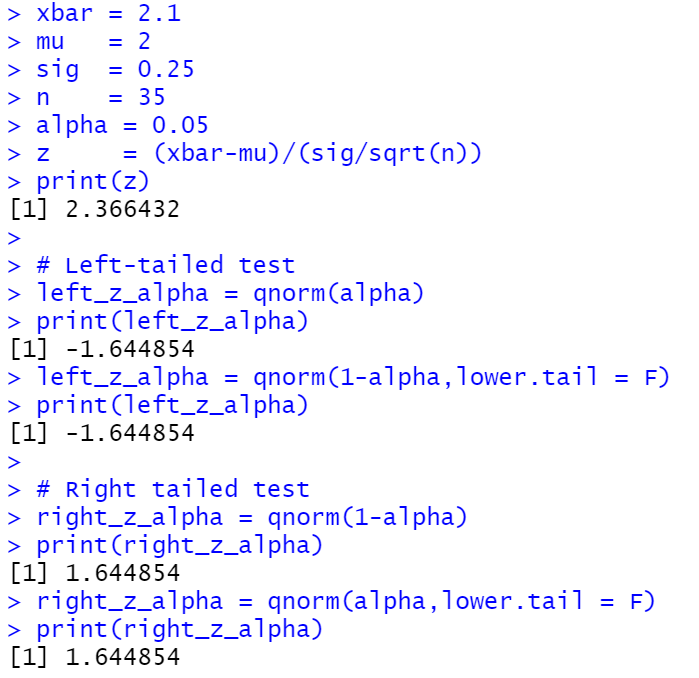 > xbar = 2.1
> mu   = 2
> sig  = 0.25
> n    = 35
> alpha = 0.05
> z     = (xbar-mu)/(sig/sqrt(n))
> print(z)
[1] 2.366432
>
> # Left-tailed test
> left_z_alpha = qnorm(alpha)
> print(left_z_alpha)
[1] -1.644854
> left_z_alpha = qnorm(1-alpha,lower.tail = F)
> print(left_z_alpha)
[1] -1.644854
>
> # Right tailed test
> right_z_alpha = qnorm(1-alpha)
> print(right_z_alpha)
[1] 1.644854
> right_z_alpha = qnorm(alpha,lower.tail = F)
> print(right_z_alpha)
[1] 1.644854